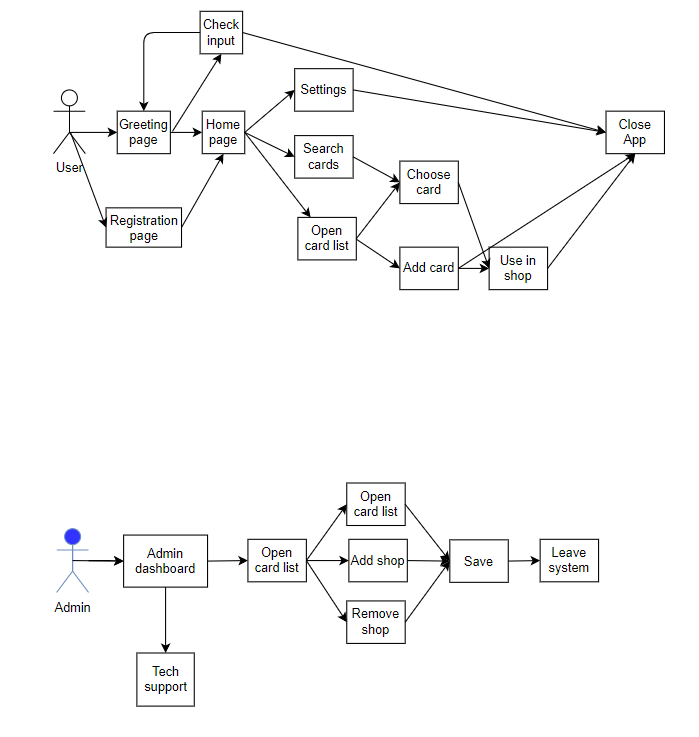 Check
input
Settings
Greeting
page
Home
page
Close
App
Search
cards
User
Choose
card
Registration
page
Open
card list
Add card
Use in
shop
Open
card list
Admin
dashboard
Open
card list
Add shop
Save
Leave
system
Admin
Remove
shop
Tech
support